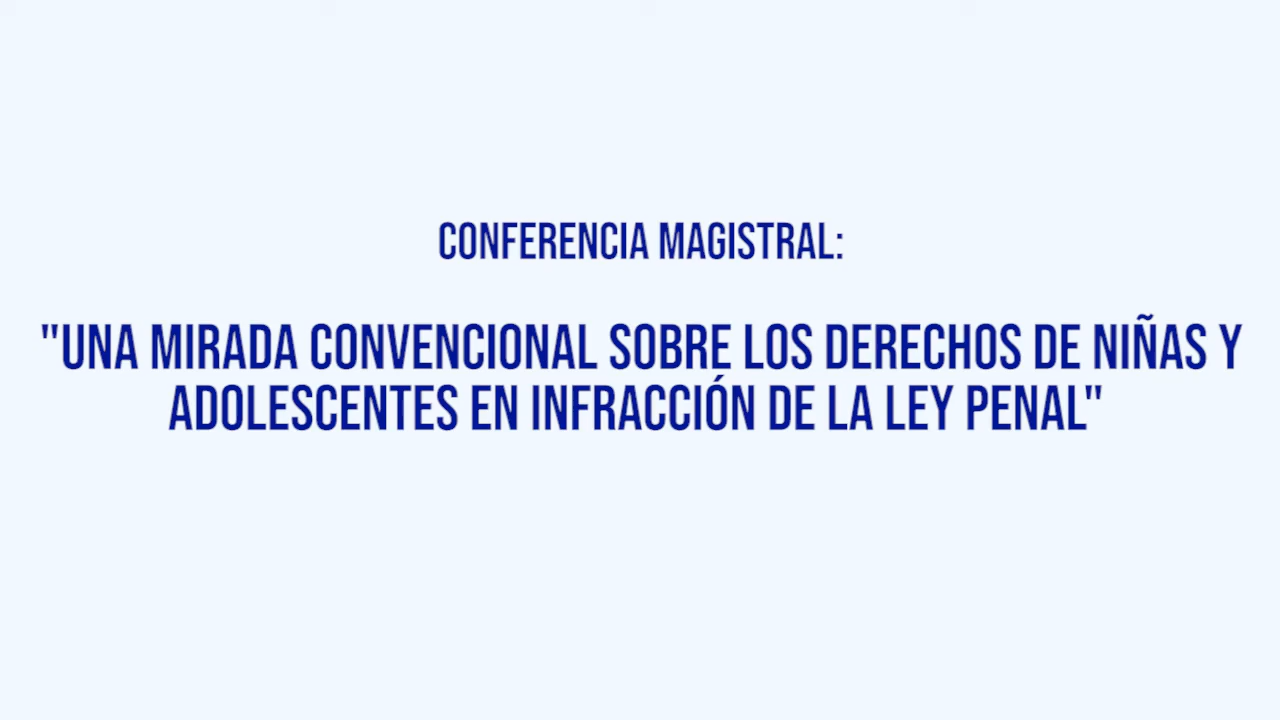 CONFERENCIA MAGISTRAL:
"UNA MIRADA CONVENCIONAL SOBRE LOS DERECHOS DE NIÑAS Y
ADOLESCENTES EN INFRACCIÓN DE LA LEY PENAL"